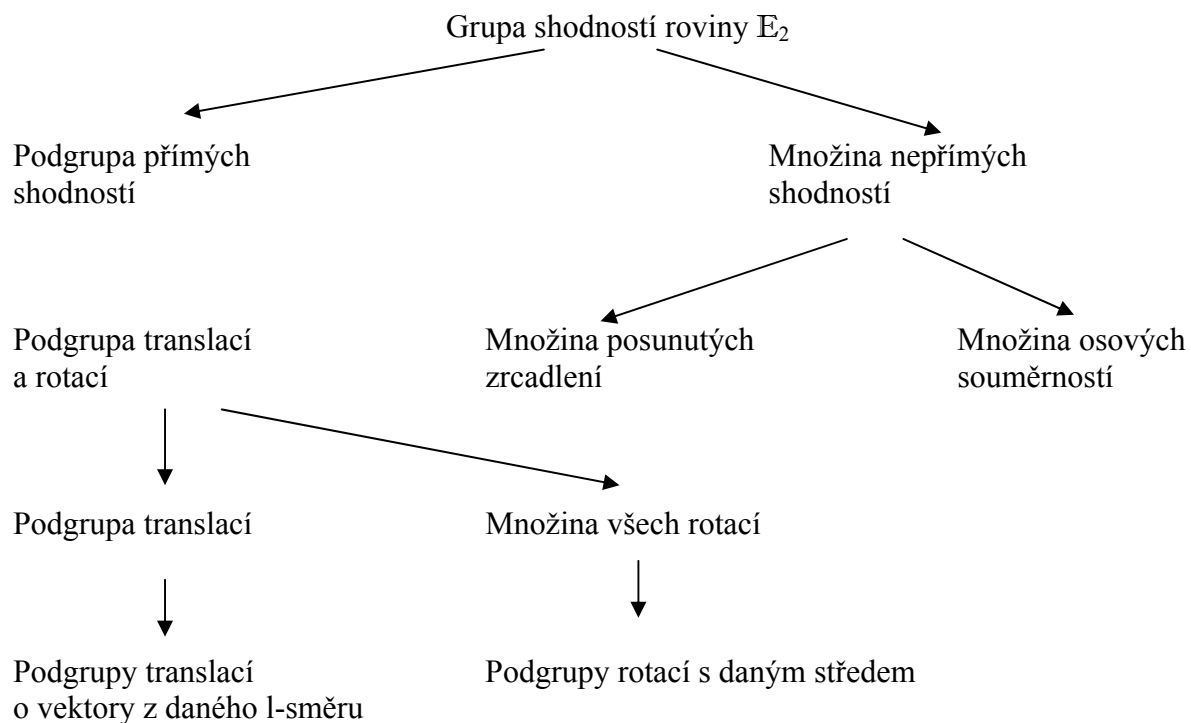 Grupa shodností roviny 𝔼₂
Podgrupa přímých
shodností
Množina nepřímých
shodností
Podgrupa translací
a rotací
Množina posunutých
zrcadlení
Množina osových
souměrností
Podgrupa translací
Množina všech rotací
Podgrupy translací
o vektory z daného l-směru
Podgrupy rotací s daným středem